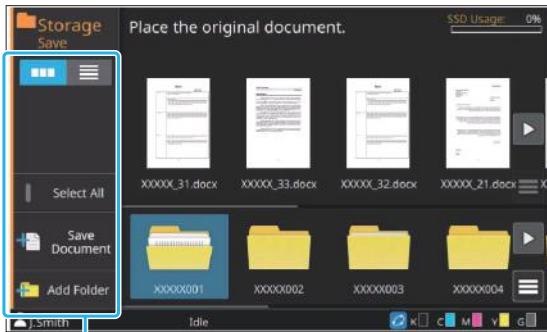 Storage
Save
Place the original document.
SSD Usage: 0%
XXXXX_31.docx
XXXXX_33.docx
XXXXX_32.docx
XXXXX_21.docx
X
Select All
Save
Document
Add Folder
XXXXX001
XXXXX002
XXXXX003
XXXXX004
J.Smith
Idle
K
C
M
Y
G